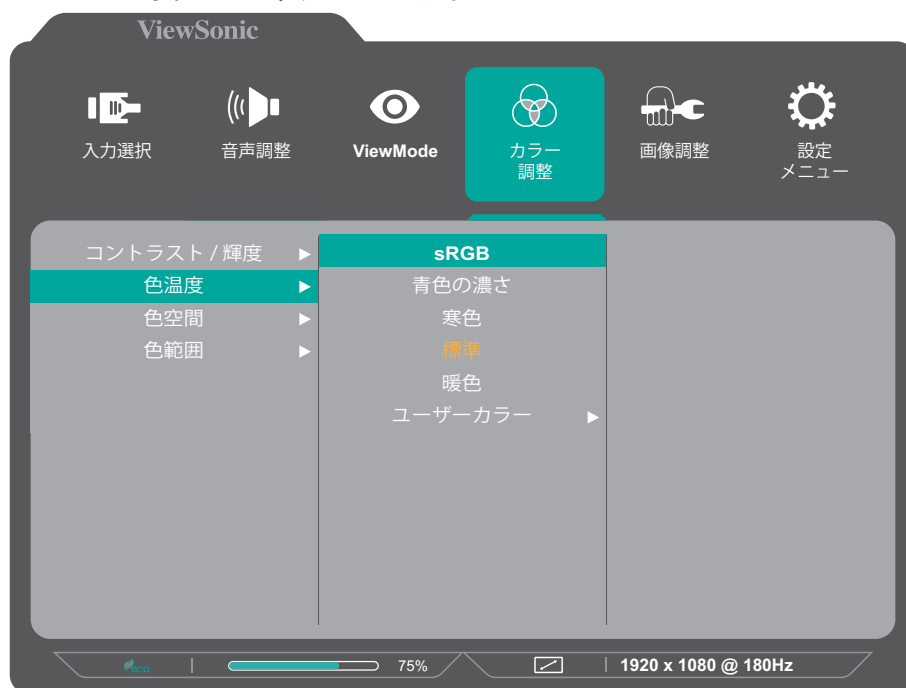 ViewSonic
入力選択
音声調整
ViewMode
カラー
調整
画像調整
設定
メニュー
コントラスト / 輝度
色温度
色空間
色範囲
sRGB
青色の濃さ
寒色
標準
暖色
ユーザーカラー
eco
75%
1920 x 1080 @ 180Hz